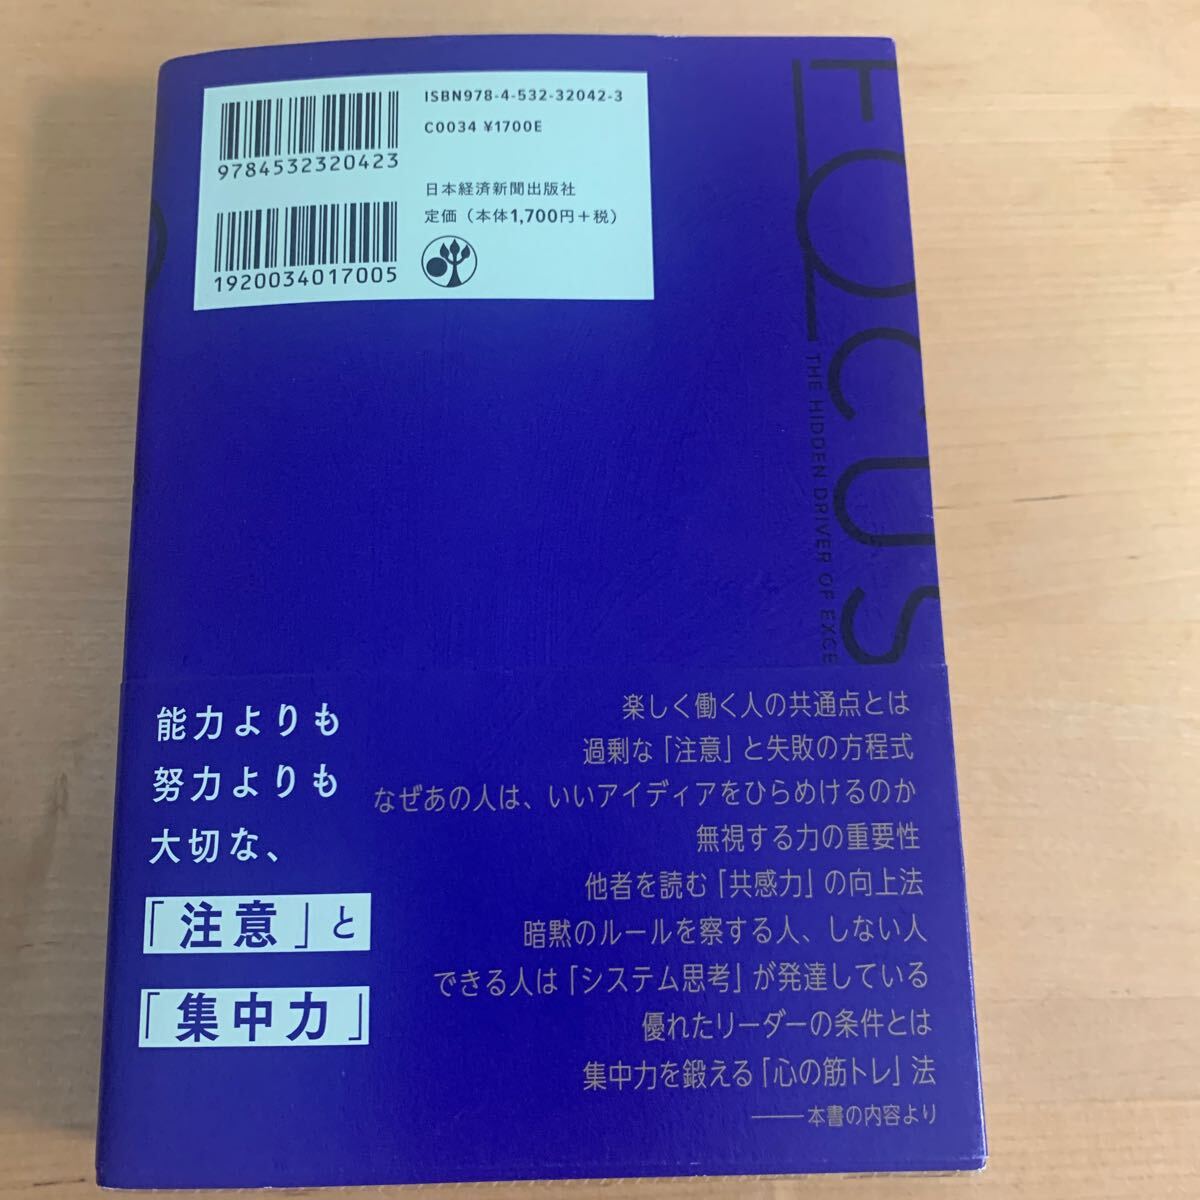 ISBN978-4-532-32042-3
C0034 ¥1700E
9784532320423
日本経済新聞出版社
定価（本体1,700円＋税）
1920034017005
FOCUS
THE HIDDEN DRIVER OF EXCE
能力よりも
努力よりも
大切な、
「注意」と
「集中力」
楽しく働く人の共通点とは
過剰な「注意」と失敗の方程式
なぜあの人は、いいアイディアをひらめけるのか
無視する力の重要性
他者を読む「共感力」の向上法
暗黙のルールを察する人、しない人
できる人は「システム思考」が発達している
優れたリーダーの条件とは
集中力を鍛える「心の筋トレ」法
――本書の内容より